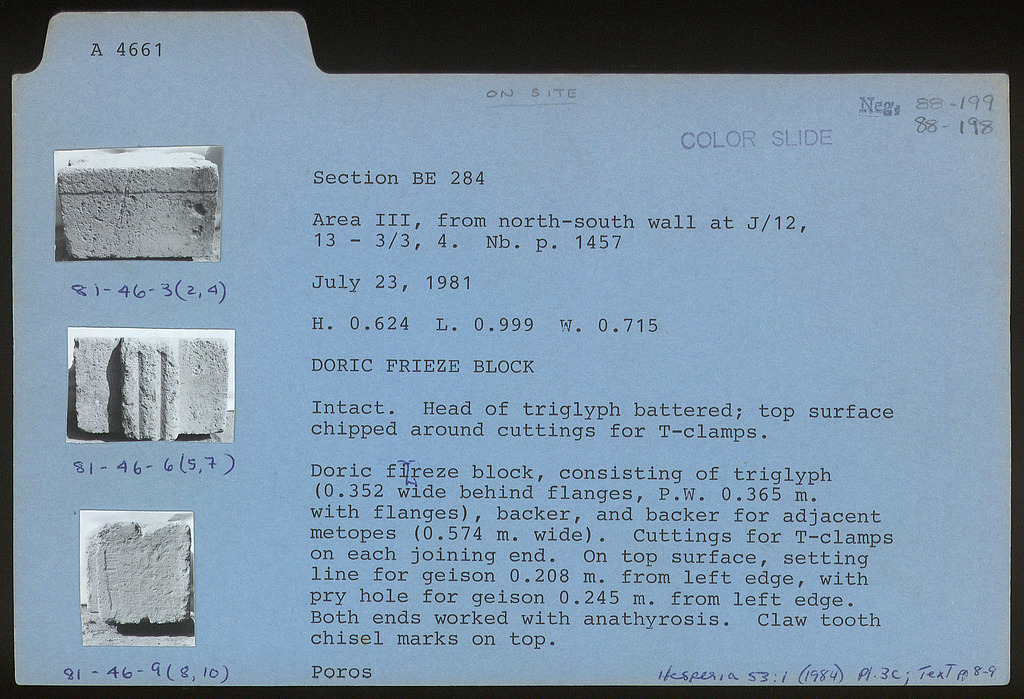 A 4661
ON SITE
Neg. 88-199
88-198
COLOR SLIDE
Section BE 284
Area III, from north-south wall at J/12,
13 - 3/3, 4. Nb. p. 1457
81-46-3(2,4)
July 23, 1981
H. 0.624 L. 0.999 W. 0.715
DORIC FRIEZE BLOCK
Intact. Head of triglyph battered; top surface
chipped around cuttings for T-clamps.
81-46-6(5,7)
Doric fireze block, consisting of triglyph
(0.352 wide behind flanges, P.W. 0.365 m.
with flanges), backer, and backer for adjacent
metopes (0.574 m. wide). Cuttings for T-clamps
on each joining end. On top surface, setting
line for geison 0.208 m. from left edge, with
pry hole for geison 0.245 m. from left edge.
Both ends worked with anathyrosis. Claw tooth
chisel marks on top.
81-46-9(8,10)
Poros
Hesperia 53:1 (1984) Pl.3C; Text p. 8-9